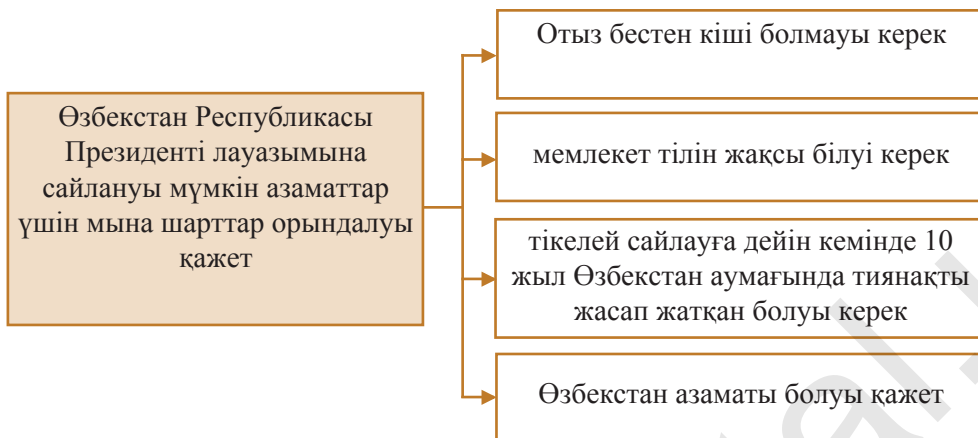 Өзбекстан Республикасы
Президенті лауазымына
сайлануы мүмкін азаматтар
үшін мына шарттар орындалуы
қажет
Отыз бестен кіші болмауы керек
мемлекет тілін жақсы білуі керек
тікелей сайлауға дейін кемінде 10
жыл Өзбекстан аумағында тиянақты
жасап жатқан болуы керек
Өзбекстан азаматы болуы қажет